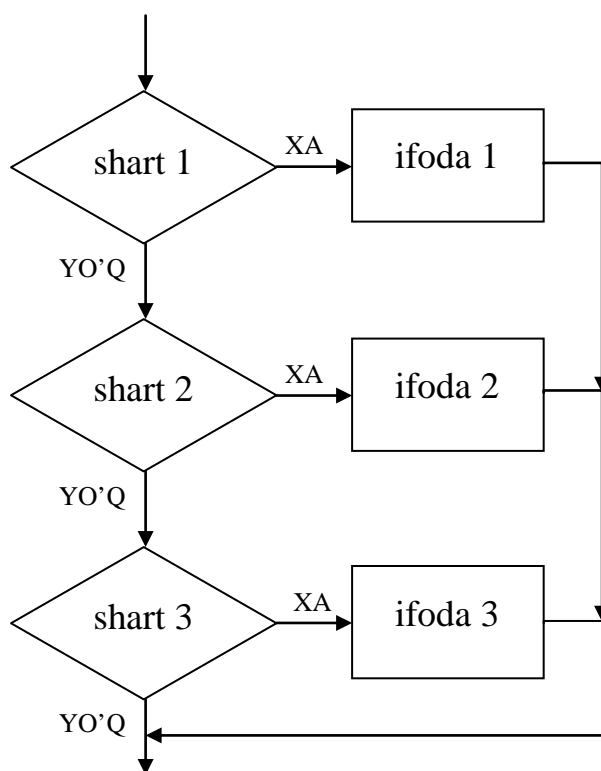 shart 1
XA
ifoda 1
YO’Q
shart 2
XA
ifoda 2
YO’Q
shart 3
XA
ifoda 3
YO’Q